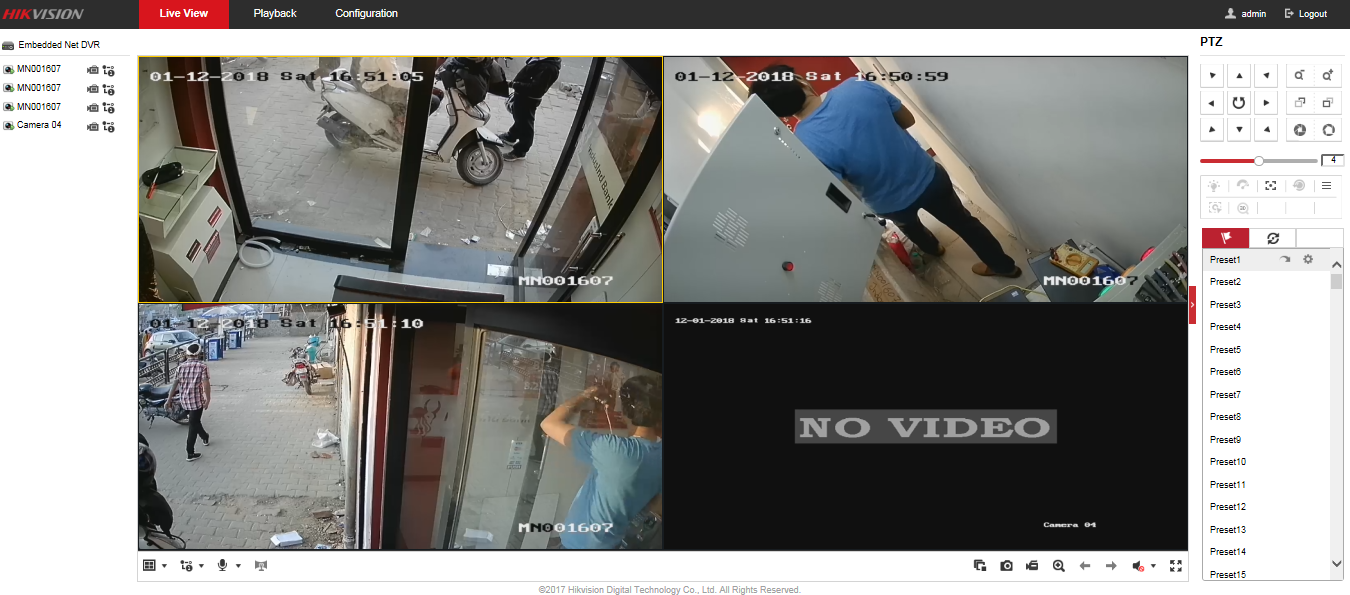 HIKVISION Live View Playback Configuration admin Logout
Embedded Net DVR
MN001607
MN001607
MN001607
Camera 04
01-12-2018 Sat 16:51:05
IndusInd Bank
MN001607
01-12-2018 Sat 16:50:59
MN001607
01-12-2018 Sat 16:51:10
MN001607
12-01-2018 Sat 16:51:16
NO VIDEO
Camera 04
PTZ
4
Preset1
Preset2
Preset3
Preset4
Preset5
Preset6
Preset7
Preset8
Preset9
Preset10
Preset11
Preset12
Preset13
Preset14
Preset15
©2017 Hikvision Digital Technology Co., Ltd. All Rights Reserved.